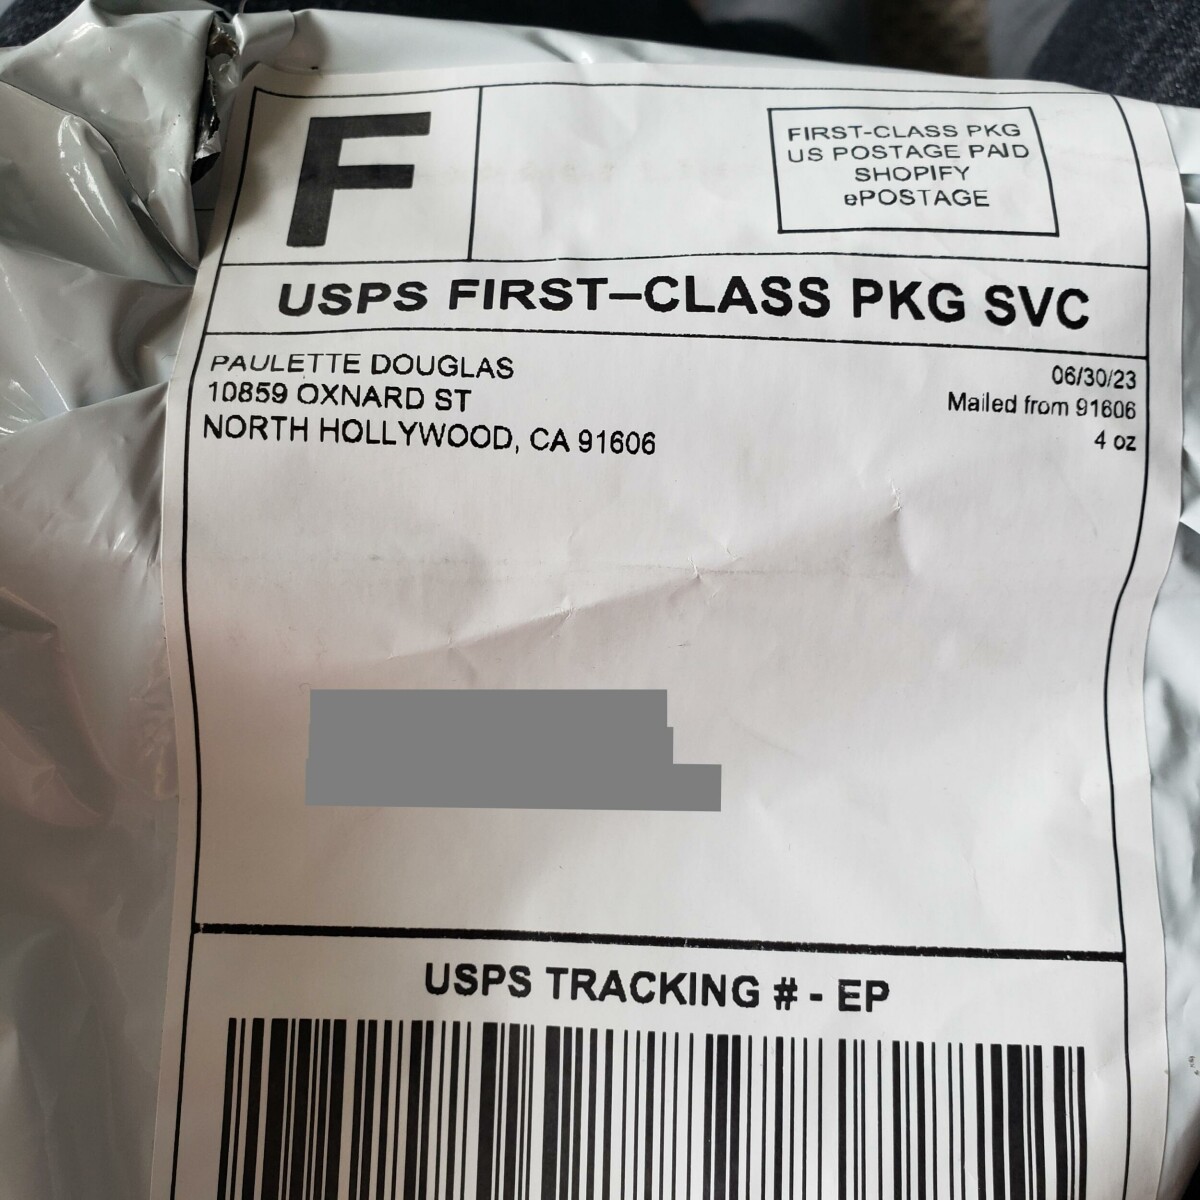 F
FIRST-CLASS PKG
US POSTAGE PAID
SHOPIFY
ePOSTAGE
USPS FIRST-CLASS PKG SVC
PAULETTE DOUGLAS
10859 OXNARD ST
NORTH HOLLYWOOD, CA 91606
06/30/23
Mailed from 91606
4 oz
USPS TRACKING # - EP